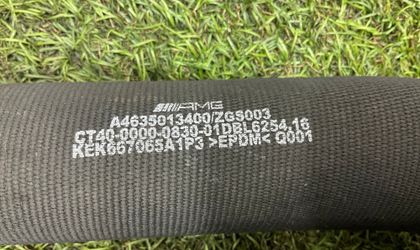 AMG
A4635013400/ZGS003
CT40-0000-0830-01DBL6254.16
KEK667065A1P3 >EPDM< Q001